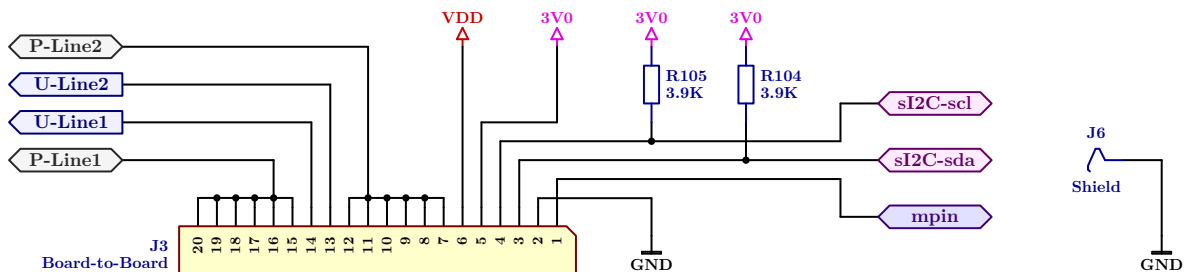 VDD 3V0 3V0 3V0
P-Line2
U-Line2
R105 R104
3.9K 3.9K
sI2C-scl
U-Line1
J6
P-Line1
sI2C-sda
Shield
mpin
20 19 18 17 16 15 14 13 12 11 10 9 8 7 6 5 4 3 2 1
J3
Board-to-Board
GND GND